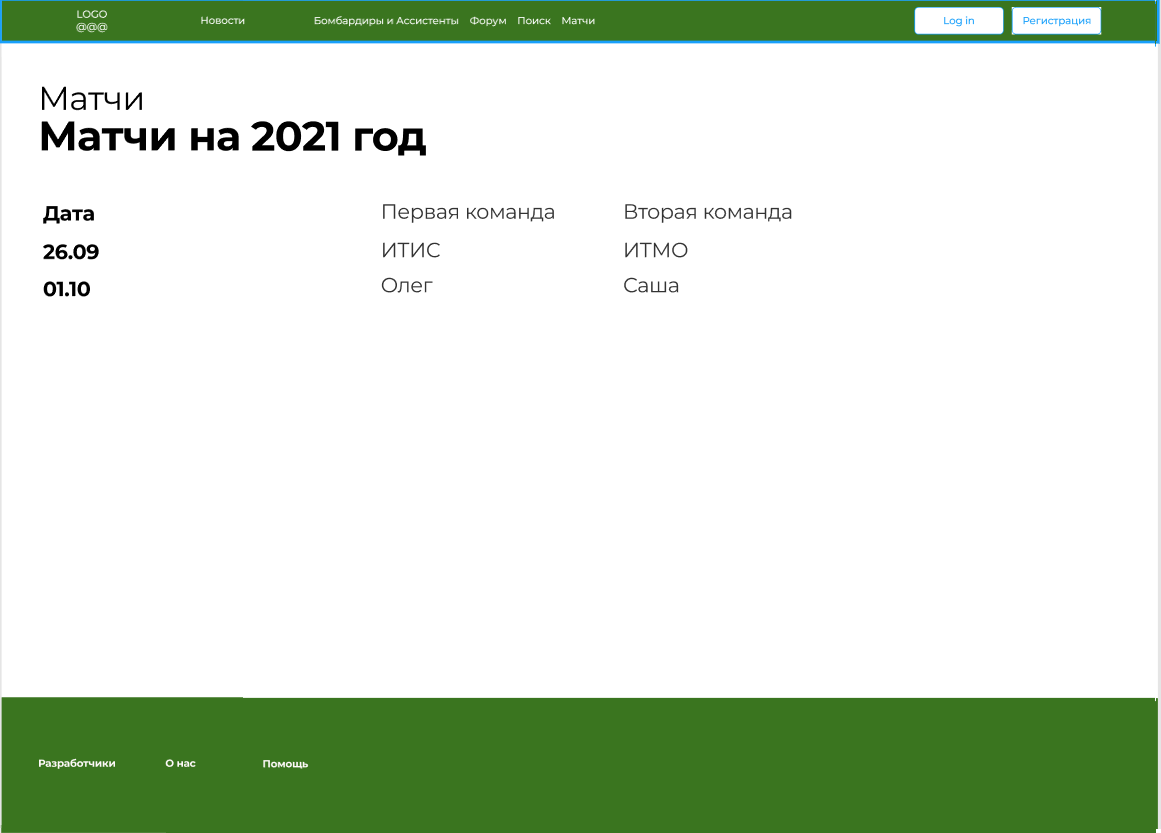 LOGO
@@@
Новости
Бомбардиры и Ассистенты Форум Поиск Матчи
Log in
Регистрация
Матчи
Матчи на 2021 год
Дата Первая команда Вторая команда
26.09 ИТИС ИТМО
01.10 Олег Саша
Разработчики О нас Помощь